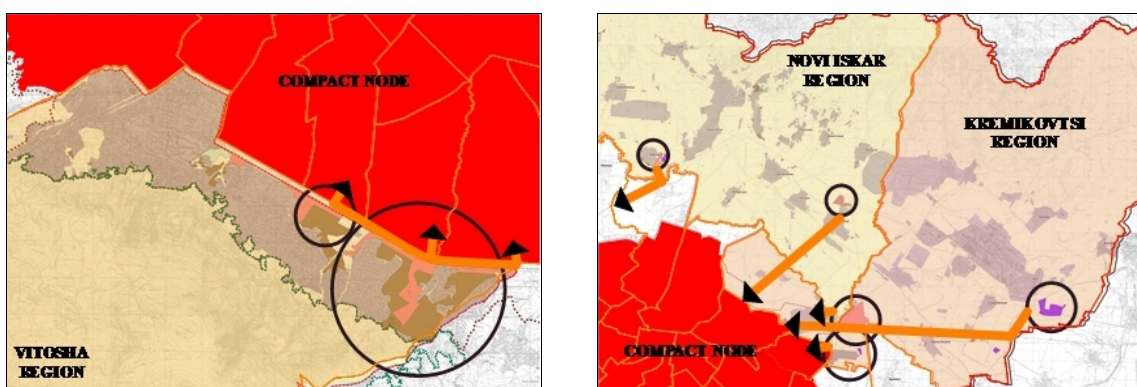 COMPACT NODE
VITOSHA
REGION
NOVI ISKAR
REGION
KREMIKOVTSI
REGION
COMPACT NODE